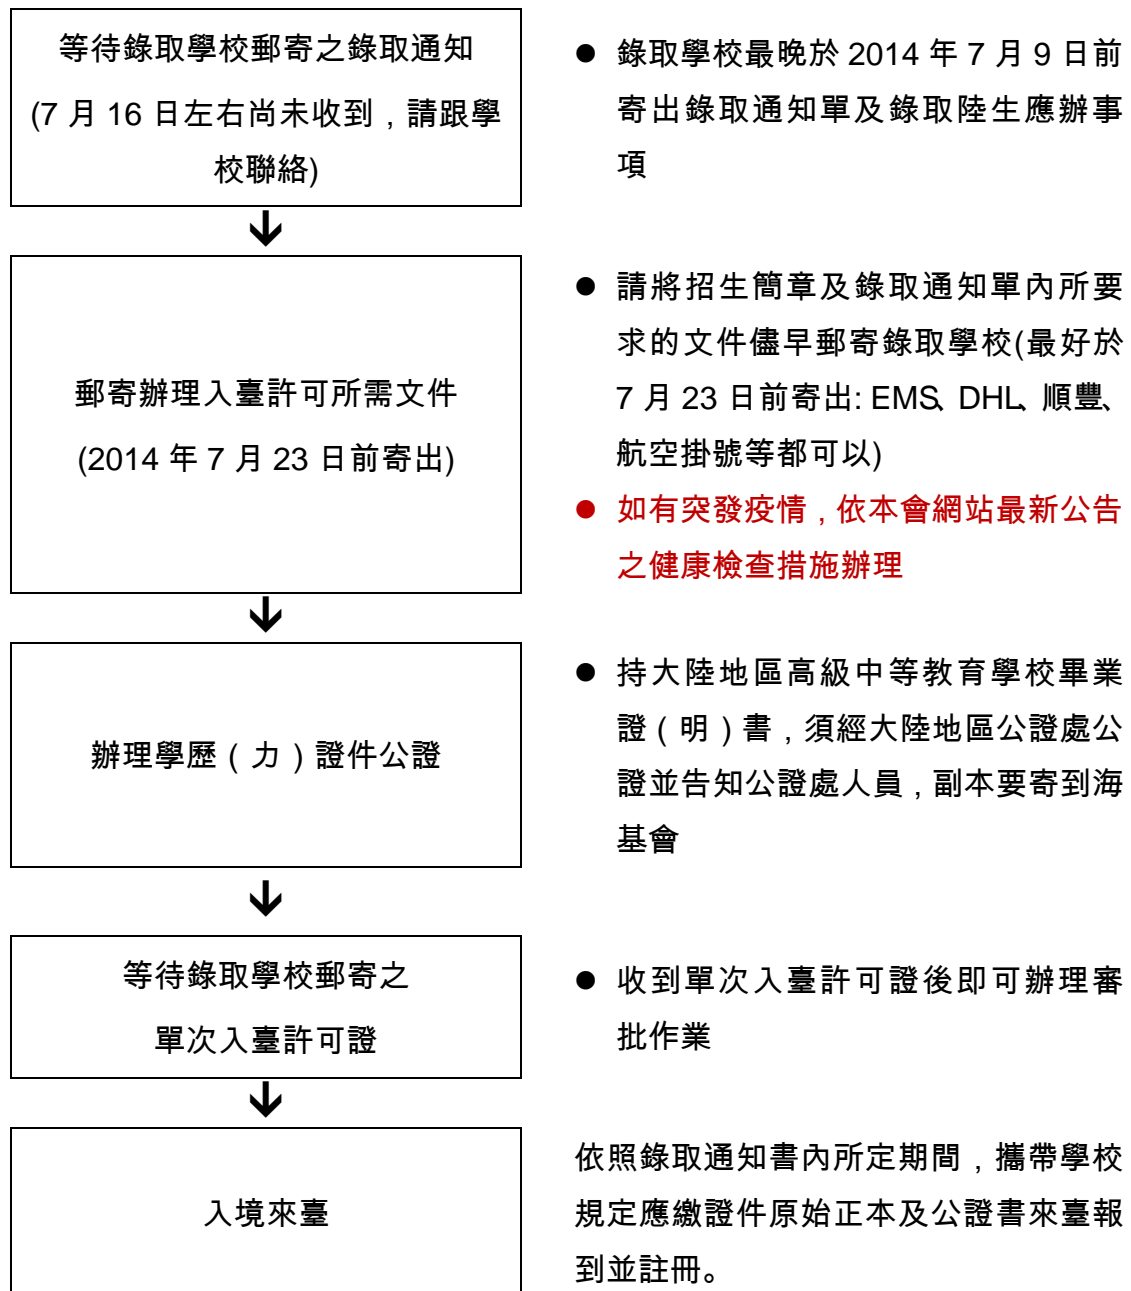 等待錄取學校郵寄之錄取通知
(7 月 16 日左右尚未收到，請跟學
校聯絡)
● 錄取學校最晚於 2014 年 7 月 9 日前
寄出錄取通知單及錄取陸生應辦事
項
郵寄辦理入臺許可所需文件
(2014 年 7 月 23 日前寄出)
● 請將招生簡章及錄取通知單內所要
求的文件儘早郵寄錄取學校(最好於
7 月 23 日前寄出: EMS、DHL、順豐、
航空掛號等都可以)
● 如有突發疫情，依本會網站最新公告
之健康檢查措施辦理
辦理學歷（力）證件公證
● 持大陸地區高級中等教育學校畢業
證（明）書，須經大陸地區公證處公
證並告知公證處人員，副本要寄到海
基會
等待錄取學校郵寄之
單次入臺許可證
● 收到單次入臺許可證後即可辦理審
批作業
入境來臺
依照錄取通知書內所定期間，攜帶學校
規定應繳證件原始正本及公證書來臺報
到並註冊。